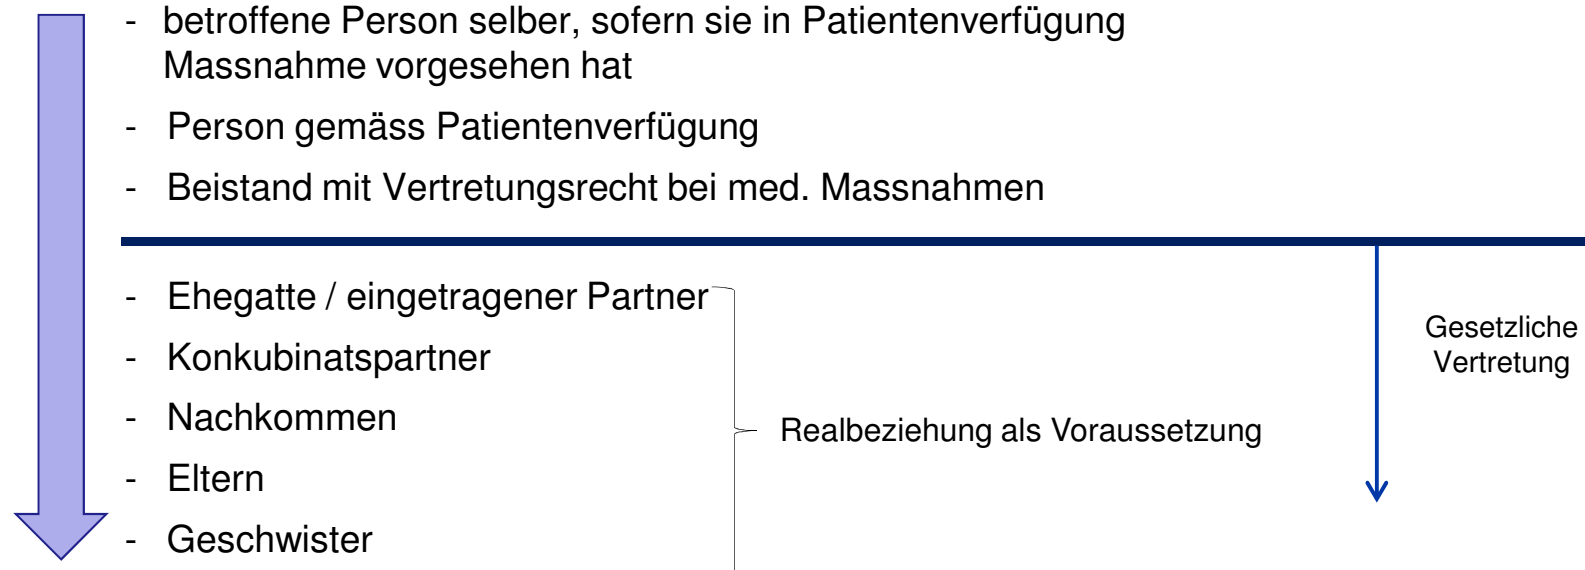 - betroffene Person selber, sofern sie in Patientenverfügung
Massnahme vorgesehen hat
- Person gemäss Patientenverfügung
- Beistand mit Vertretungsrecht bei med. Massnahmen
- Ehegatte / eingetragener Partner
- Konkubinatspartner
- Nachkommen
- Eltern
- Geschwister
Realbeziehung als Voraussetzung
Gesetzliche
Vertretung